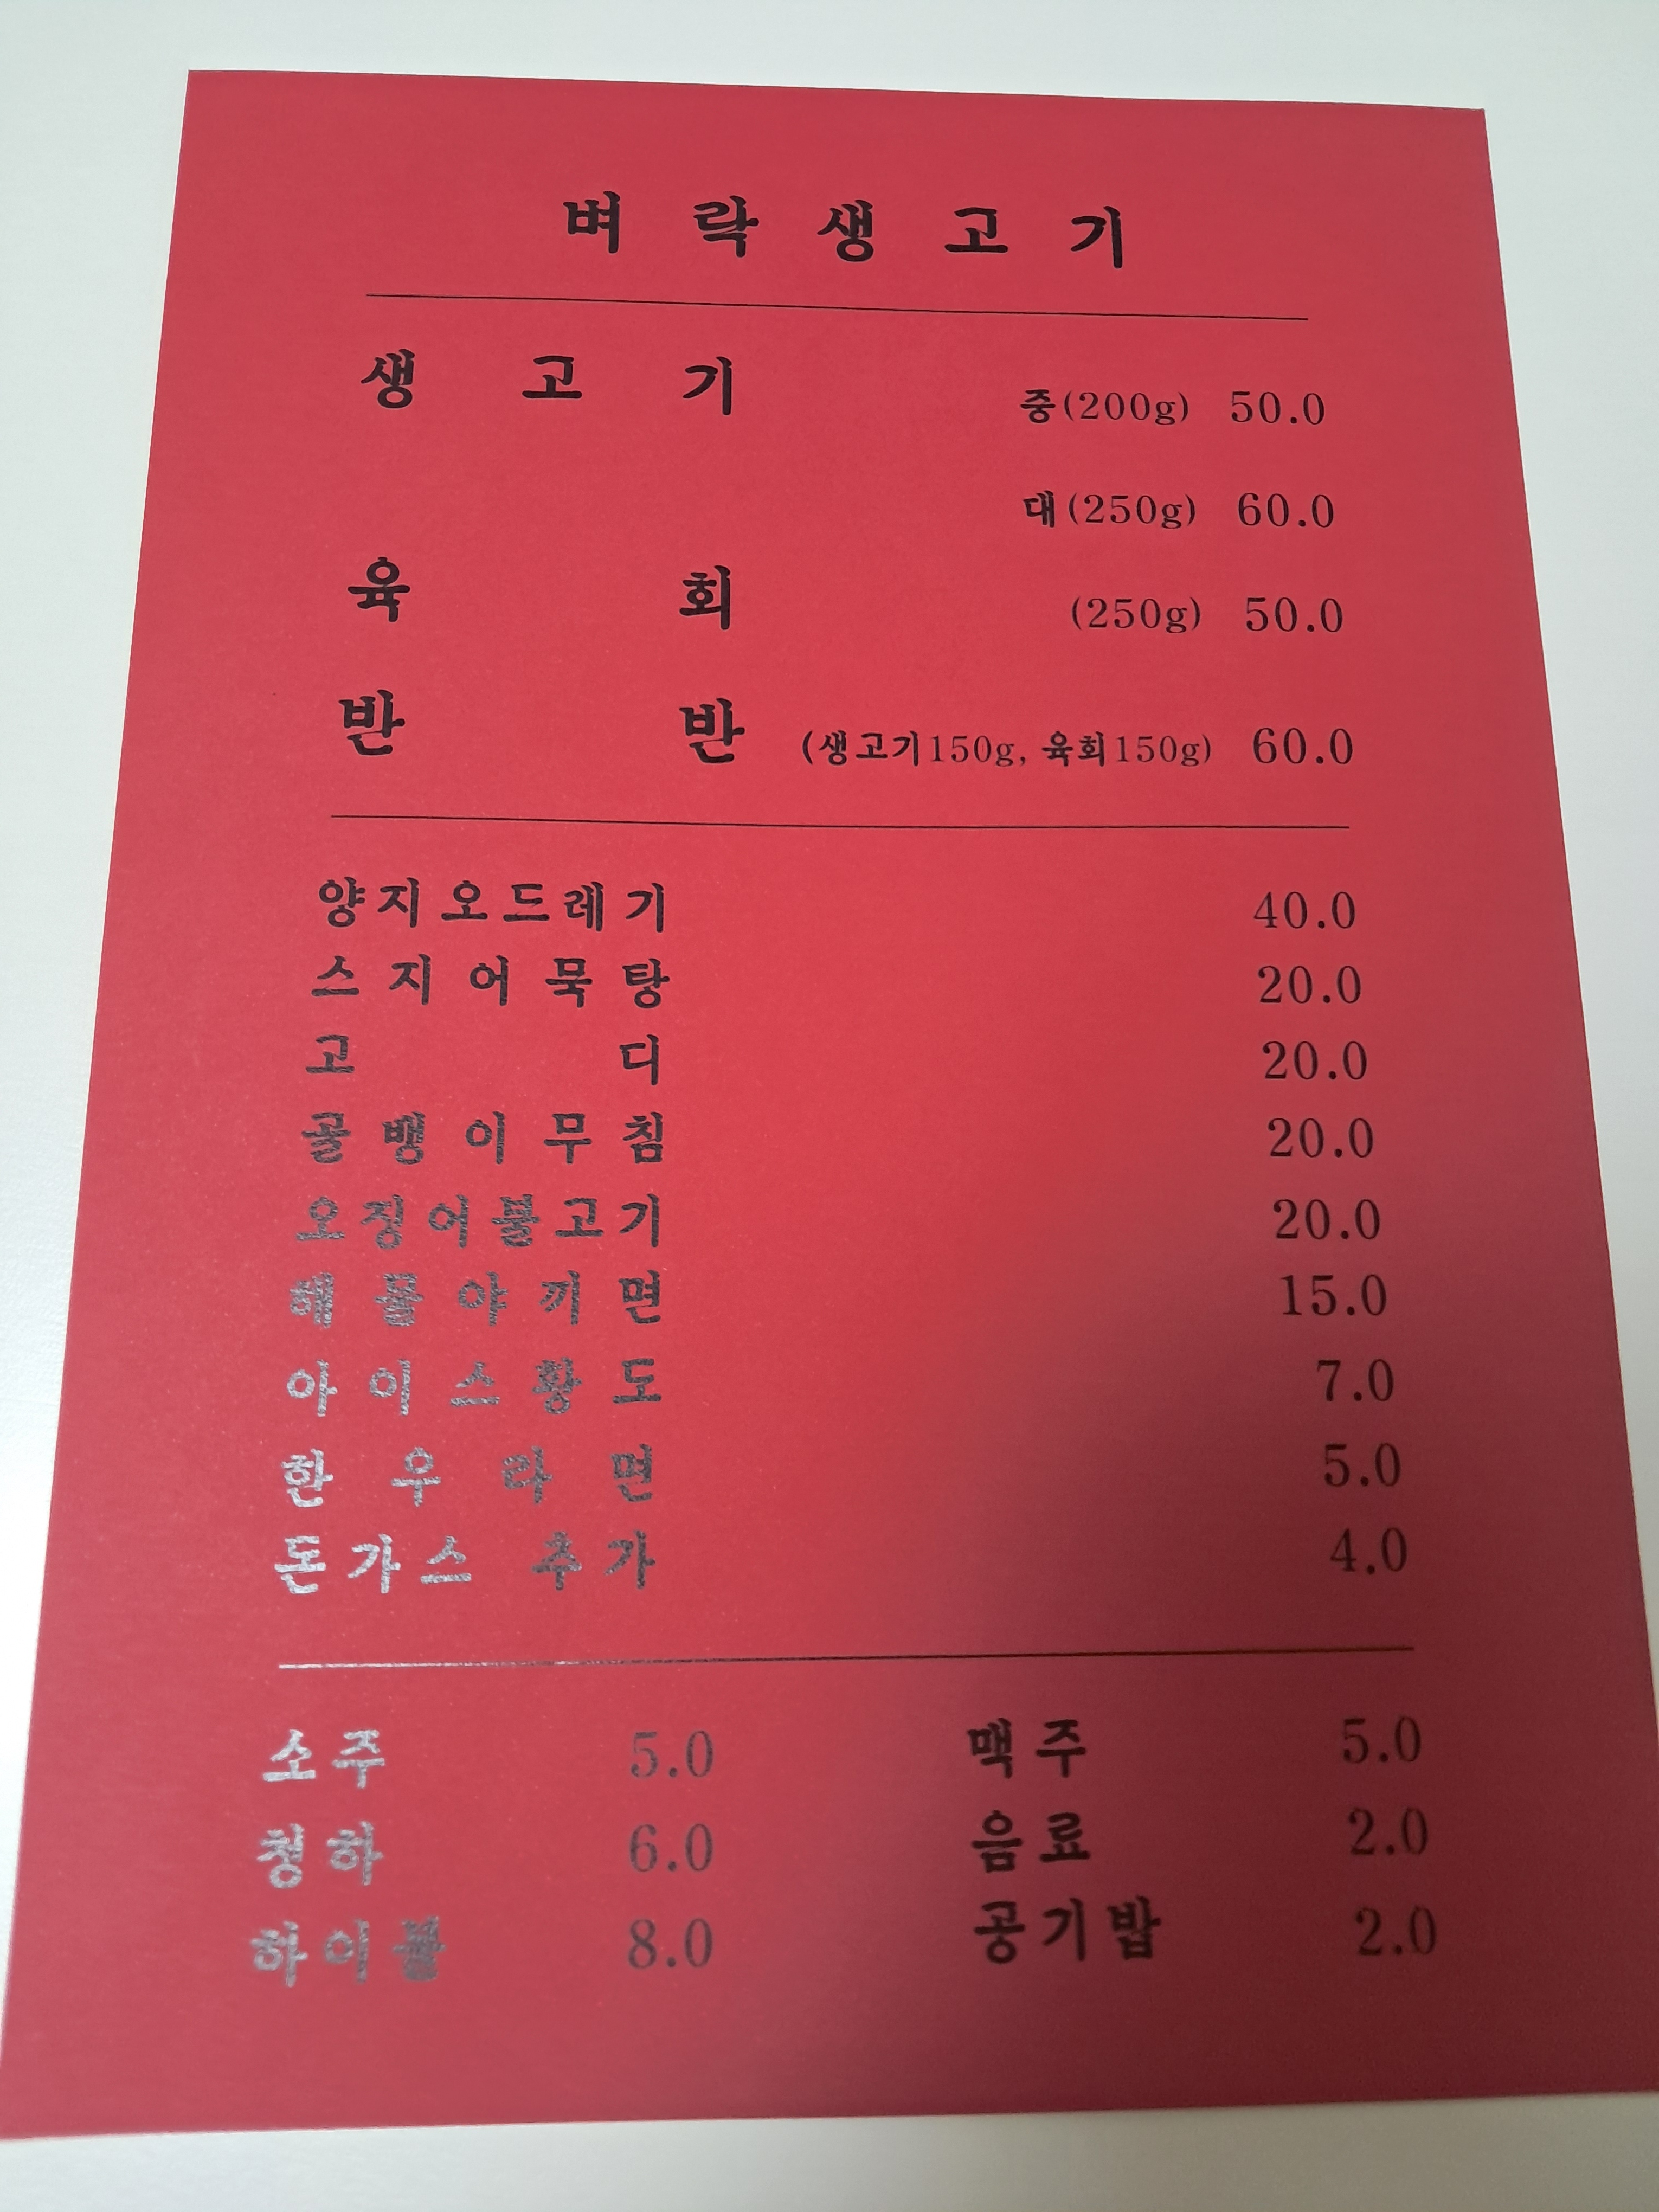 벼락생고기
생고기 중(200g) 50.0
대(250g) 60.0
육회 (250g) 50.0
반반 (생고기150g, 육회150g) 60.0
양지오드레기 40.0
스지어묵탕 20.0
고디 20.0
골뱅이무침 20.0
오징어불고기 20.0
해물야끼면 15.0
아이스황도 7.0
한우라면 5.0
돈가스 추가 4.0
소주 5.0 맥주 5.0
청하 6.0 음료 2.0
하이볼 8.0 공기밥 2.0